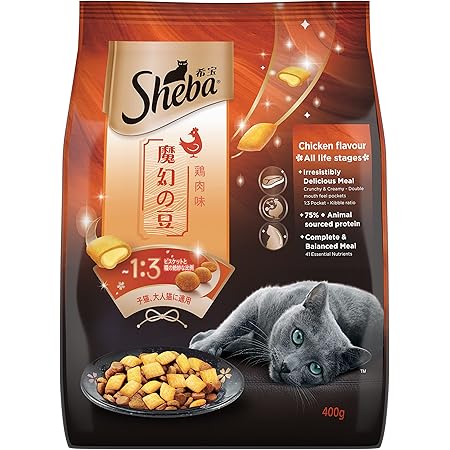 Sheba®
希宝
鶏肉味
魔幻の豆
~1:3
ビスケットと
子猫、大人猫に適用
Chicken flavour
All life stages
Irresistibly
Delicious Meal
Crunchy & Creamy - Double
mouth feel pockets
1:3 Pocket - Kibble ratio
75% + Animal
sourced protein
Complete &
Balanced Meal
41 Essential Nutrients
TM
400g